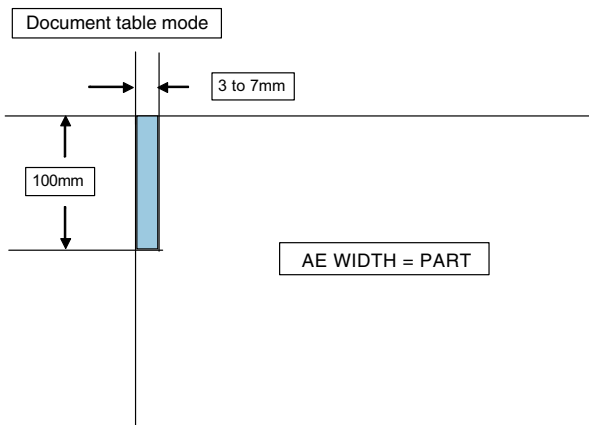 Document table mode
3 to 7mm
100mm
AE WIDTH = PART